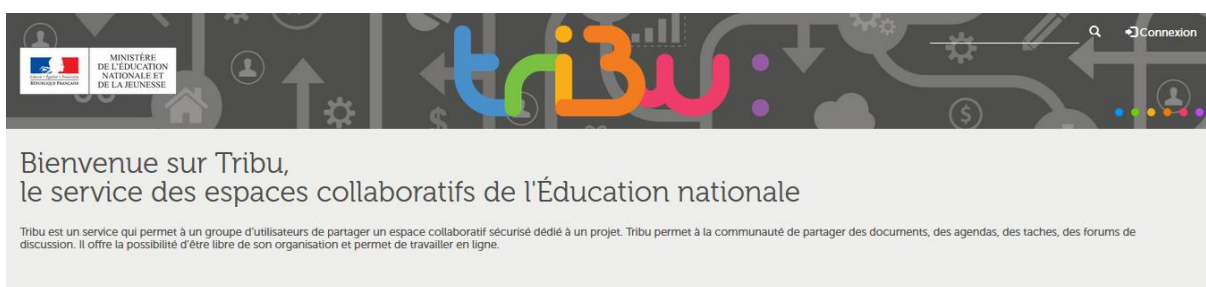 MINISTÈRE
DE L'ÉDUCATION
NATIONALE ET
DE LA JEUNESSE
Liberté • Égalité • Fraternité
RÉPUBLIQUE FRANÇAISE
triBu:
Connexion
Bienvenue sur Tribu,
le service des espaces collaboratifs de l'Éducation nationale
Tribu est un service qui permet à un groupe d'utilisateurs de partager un espace collaboratif sécurisé dédié à un projet. Tribu permet à la communauté de partager des documents, des agendas, des taches, des forums de
discussion. Il offre la possibilité d'être libre de son organisation et permet de travailler en ligne.